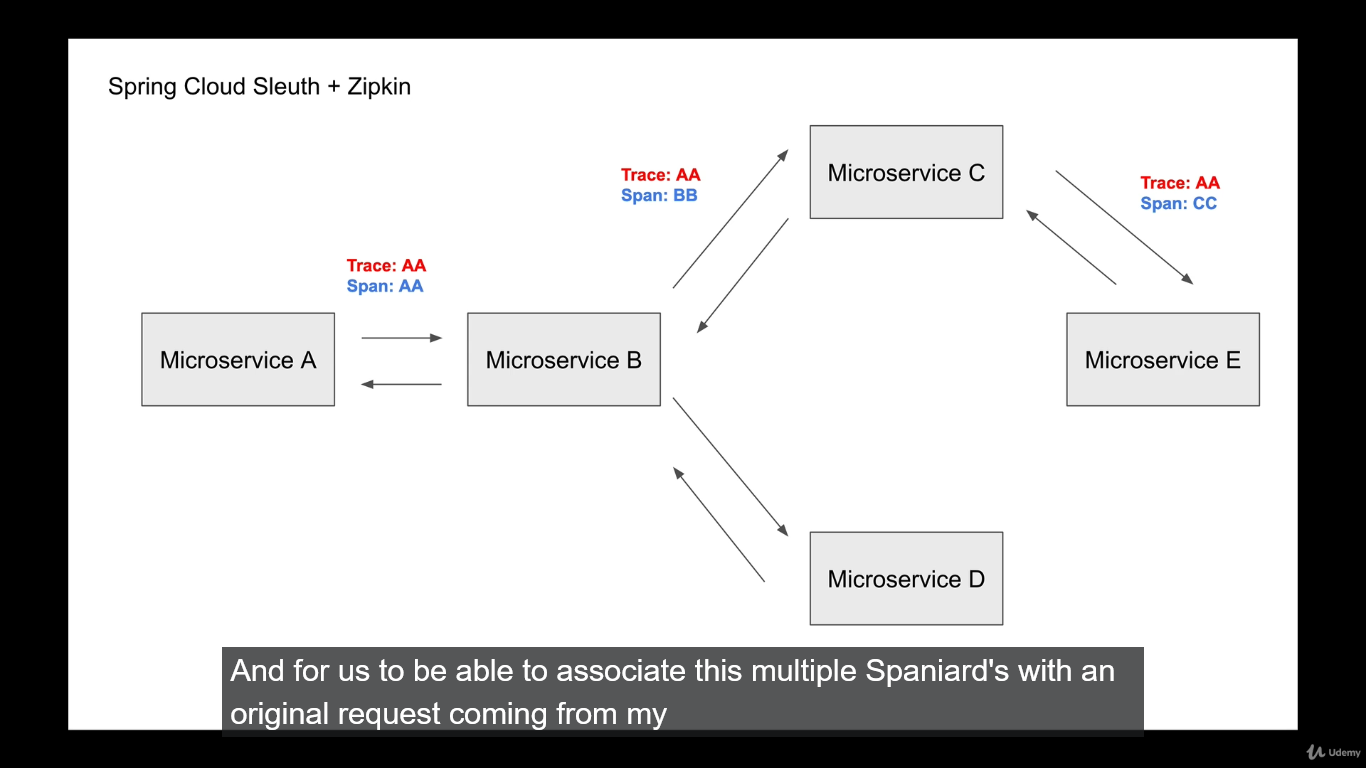 Spring Cloud Sleuth + Zipkin
Microservice C
Trace: AA
Span: BB
Trace: AA
Span: CC
Trace: AA
Span: AA
Microservice A
Microservice B
Microservice E
Microservice D
And for us to be able to associate this multiple Spaniard's with an
original request coming from my
Udemy